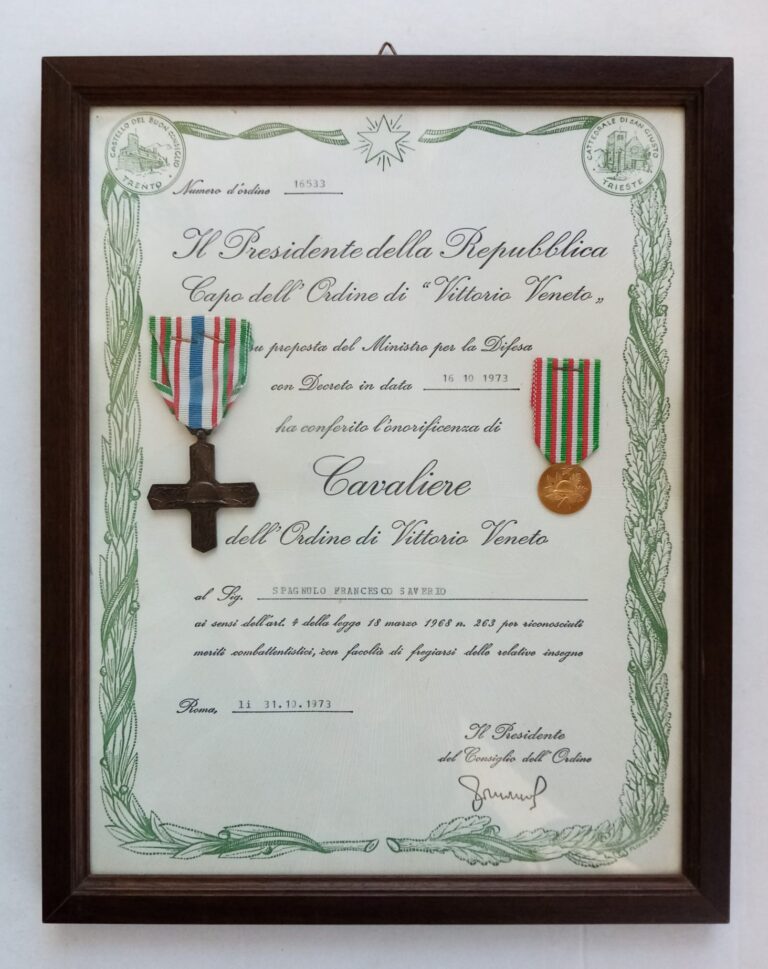 CASTELLO DEL BUON CONSIGLIO
TRENTO
CATTEDRALE DI SAN GIUSTO
TRIESTE
Numero d'ordine 16533
Il Presidente della Repubblica
Capo dell'Ordine di "Vittorio Veneto„
su proposta del Ministro per la Difesa
con Decreto in data 16 10 1973
ha conferito l'onorificenza di
Cavaliere
dell'Ordine di Vittorio Veneto
al Sig. SPAGNULO FRANCESCO SAVERIO
ai sensi dell'art. 4 della legge 18 marzo 1968 n. 263 per riconosciuti
meriti combattentistici, con facoltà di fregiarsi delle relative insegne
Roma, li 31.10.1973
Il Presidente
del Consiglio dell'Ordine